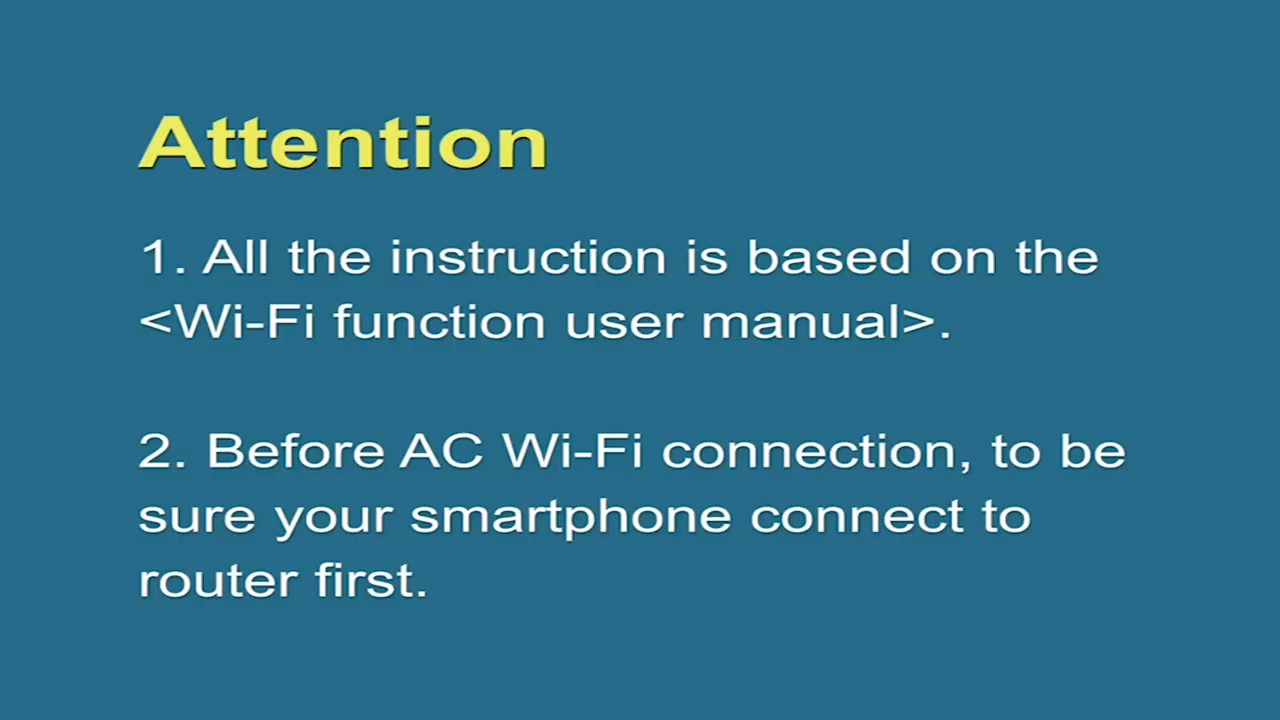 Attention
1. All the instruction is based on the
<Wi-Fi function user manual>.
2. Before AC Wi-Fi connection, to be
sure your smartphone connect to
router first.